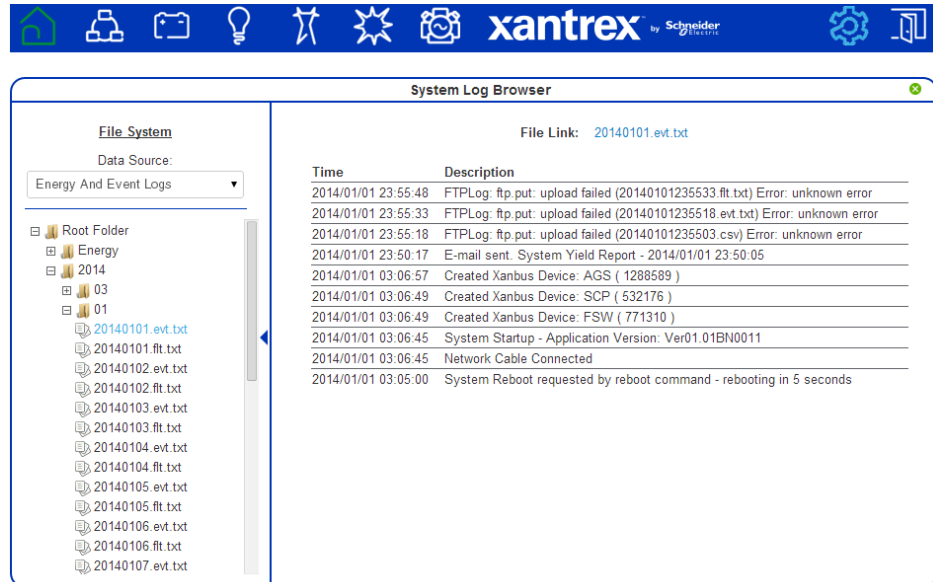 xantrex by Schneider Electric
System Log Browser
File System
Data Source:
Energy And Event Logs
Root Folder
Energy
2014
03
01
20140101.evt.txt
20140101.flt.txt
20140102.evt.txt
20140102.flt.txt
20140103.evt.txt
20140103.flt.txt
20140104.evt.txt
20140104.flt.txt
20140105.evt.txt
20140105.flt.txt
20140106.evt.txt
20140106.flt.txt
20140107.evt.txt
File Link: 20140101.evt.txt
Time Description
2014/01/01 23:55:48 FTPLog: ftp.put: upload failed (20140101235533.flt.txt) Error: unknown error
2014/01/01 23:55:33 FTPLog: ftp.put: upload failed (20140101235518.evt.txt) Error: unknown error
2014/01/01 23:55:18 FTPLog: ftp.put: upload failed (20140101235503.csv) Error: unknown error
2014/01/01 23:50:17 E-mail sent. System Yield Report - 2014/01/01 23:50:05
2014/01/01 03:06:57 Created Xanbus Device: AGS ( 1288589 )
2014/01/01 03:06:49 Created Xanbus Device: SCP ( 532176 )
2014/01/01 03:06:49 Created Xanbus Device: FSW ( 771310 )
2014/01/01 03:06:45 System Startup - Application Version: Ver01.01BN0011
2014/01/01 03:06:45 Network Cable Connected
2014/01/01 03:05:00 System Reboot requested by reboot command - rebooting in 5 seconds